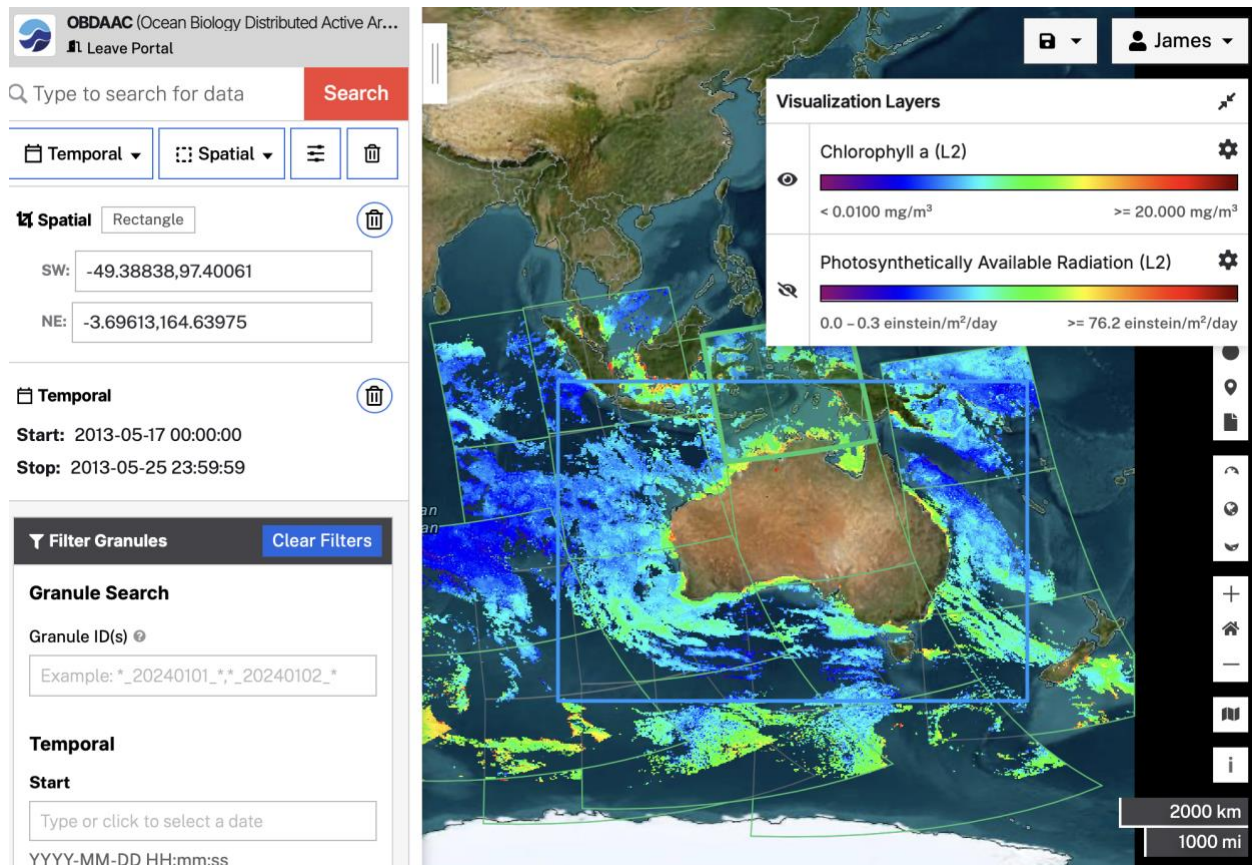 OBDAAC (Ocean Biology Distributed Active Ar...
Leave Portal
Type to search for data
Search
Temporal
Spatial
Spatial
Rectangle
SW:
-49.38838,97.40061
NE:
-3.69613,164.63975
Temporal
Start: 2013-05-17 00:00:00
Stop: 2013-05-25 23:59:59
Filter Granules
Clear Filters
Granule Search
Granule ID(s)
Example: *_20240101_*,*_20240102_*
Temporal
Start
Type or click to select a date
YYYY-MM-DD HH:mm:ss
James
Visualization Layers
Chlorophyll a (L2)
< 0.0100 mg/m³
>= 20.000 mg/m³
Photosynthetically Available Radiation (L2)
0.0 – 0.3 einstein/m²/day
>= 76.2 einstein/m²/day
an
an
2000 km
1000 mi